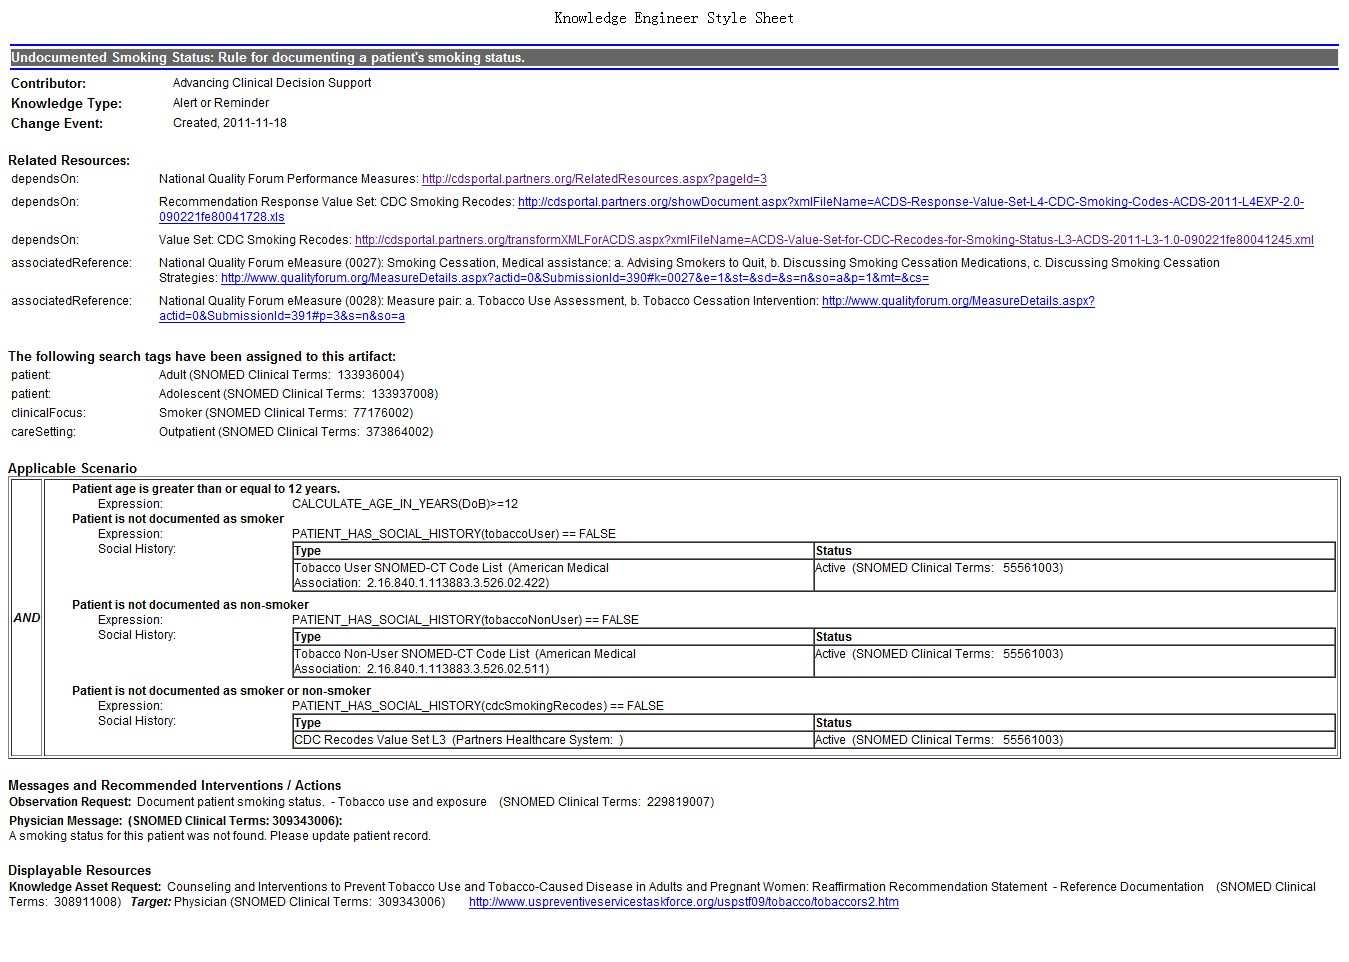 Knowledge Engineer Style Sheet
Undocumented Smoking Status: Rule for documenting a patient's smoking status.
Contributor: Advancing Clinical Decision Support
Knowledge Type: Alert or Reminder
Change Event: Created, 2011-11-18
Related Resources:
dependsOn: National Quality Forum Performance Measures: http://cdsportal.partners.org/RelatedResources.aspx?pageId=3
dependsOn: Recommendation Response Value Set: CDC Smoking Recodes: http://cdsportal.partners.org/showDocument.aspx?xmlFileName=ACDS-Response-Value-Set-L4-CDC-Smoking-Codes-ACDS-2011-L4EXP-2.0-
090221fe80041728.xls
dependsOn: Value Set: CDC Smoking Recodes: http://cdsportal.partners.org/transformXMLForACDS.aspx?xmlFileName=ACDS-Value-Set-for-CDC-Recodes-for-Smoking-Status-L3-ACDS-2011-L3-1.0-090221fe80041245.xml
associatedReference: National Quality Forum eMeasure (0027): Smoking Cessation, Medical assistance: a. Advising Smokers to Quit, b. Discussing Smoking Cessation Medications, c. Discussing Smoking Cessation
Strategies: http://www.qualityforum.org/MeasureDetails.aspx?actid=0&SubmissionId=390#k=0027&e=1&st=&sd=&s=n&so=a&p=1&mt=&cs=
associatedReference: National Quality Forum eMeasure (0028): Measure pair: a. Tobacco Use Assessment, b. Tobacco Cessation Intervention: http://www.qualityforum.org/MeasureDetails.aspx?
actid=0&SubmissionId=391#p=3&s=n&so=a
The following search tags have been assigned to this artifact:
patient: Adult (SNOMED Clinical Terms: 133936004)
patient: Adolescent (SNOMED Clinical Terms: 133937008)
clinicalFocus: Smoker (SNOMED Clinical Terms: 77176002)
careSetting: Outpatient (SNOMED Clinical Terms: 373864002)
Applicable Scenario
AND
Patient age is greater than or equal to 12 years.
Expression: CALCULATE_AGE_IN_YEARS(DoB)>=12
Patient is not documented as smoker
Expression: PATIENT_HAS_SOCIAL_HISTORY(tobaccoUser) == FALSE
Social History: Type Status
Tobacco User SNOMED-CT Code List (American Medical Active (SNOMED Clinical Terms: 55561003)
Association: 2.16.840.1.113883.3.526.02.422)
Patient is not documented as non-smoker
Expression: PATIENT_HAS_SOCIAL_HISTORY(tobaccoNonUser) == FALSE
Social History: Type Status
Tobacco Non-User SNOMED-CT Code List (American Medical Active (SNOMED Clinical Terms: 55561003)
Association: 2.16.840.1.113883.3.526.02.511)
Patient is not documented as smoker or non-smoker
Expression: PATIENT_HAS_SOCIAL_HISTORY(cdcSmokingRecodes) == FALSE
Social History: Type Status
CDC Recodes Value Set L3 (Partners Healthcare System: ) Active (SNOMED Clinical Terms: 55561003)
Messages and Recommended Interventions / Actions
Observation Request: Document patient smoking status. - Tobacco use and exposure (SNOMED Clinical Terms: 229819007)
Physician Message: (SNOMED Clinical Terms: 309343006):
A smoking status for this patient was not found. Please update patient record.
Displayable Resources
Knowledge Asset Request: Counseling and Interventions to Prevent Tobacco Use and Tobacco-Caused Disease in Adults and Pregnant Women: Reaffirmation Recommendation Statement - Reference Documentation (SNOMED Clinical
Terms: 308911008) Target: Physician (SNOMED Clinical Terms: 309343006) http://www.uspreventiveservicestaskforce.org/uspstf09/tobacco/tobaccors2.htm